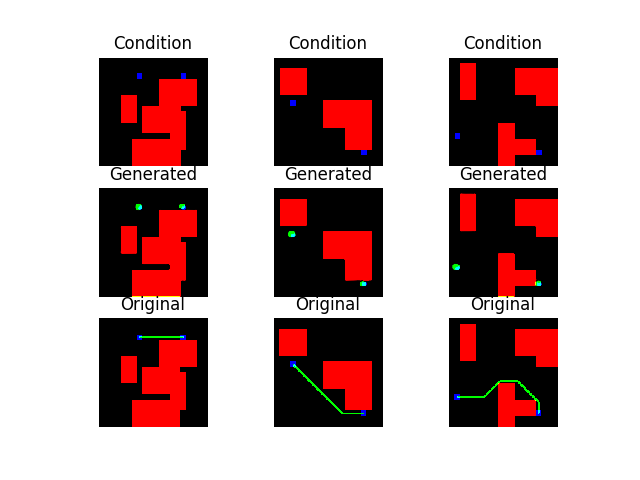 Condition
Condition
Condition
Generated
Generated
Generated
Original
Original
Original